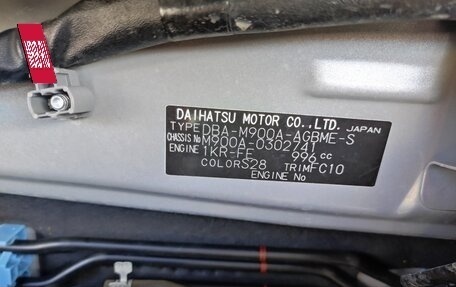 DAIHATSU MOTOR CO.,LTD. JAPAN
TYPE DBA-M900A-AGBME-S
CHASSIS No M900A-0302741
ENGINE 1KR-FE 996 cc
COLOR S28 TRIM FC10
ENGINE No